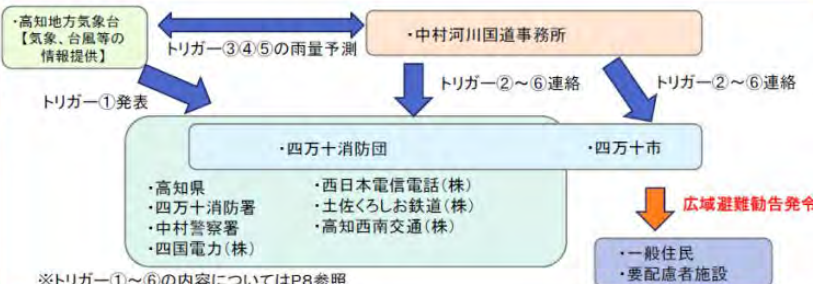 ・高知地方気象台
【気象、台風等の
情報提供】
トリガー③④⑤の雨量予測
・中村河川国道事務所
トリガー①発表
トリガー②～⑥連絡
トリガー②～⑥連絡
・四万十消防団
・四万十市
・高知県
・四万十消防署
・中村警察署
・四国電力(株)
・西日本電信電話(株)
・土佐くろしお鉄道(株)
・高知西南交通(株)
広域避難勧告発令
・一般住民
・要配慮者施設
※トリガー①～⑥の内容についてはP8参照